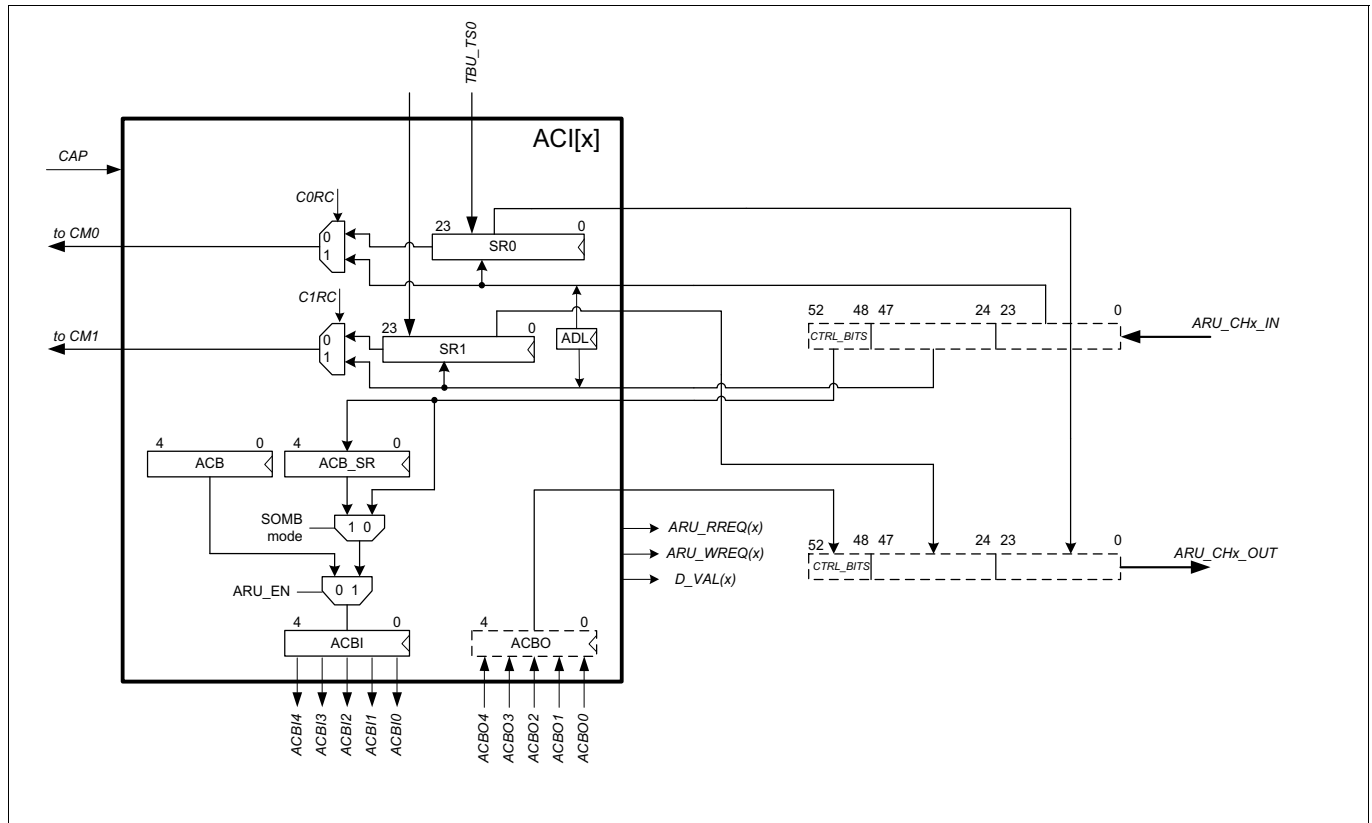 TBU_TS0
ACI[x]
CAP
C0RC
23 0
to CM0
0
1
SR0
C1RC
23 0
52 48 47 24 23 0
ARU_CHx_IN
to CM1
0
1
SR1
ADL
CTRL_BITS
4 0
4 0
ACB
ACB_SR
SOMB
mode
1 0
ARU_RREQ(x)
ARU_WREQ(x)
D_VAL(x)
52 48 47 24 23 0
ARU_CHx_OUT
CTRL_BITS
ARU_EN
0 1
4 0
4 0
ACBI
ACBO
ACBI4
ACBI3
ACBI2
ACBI1
ACBI0
ACBO4
ACBO3
ACBO2
ACBO1
ACBO0